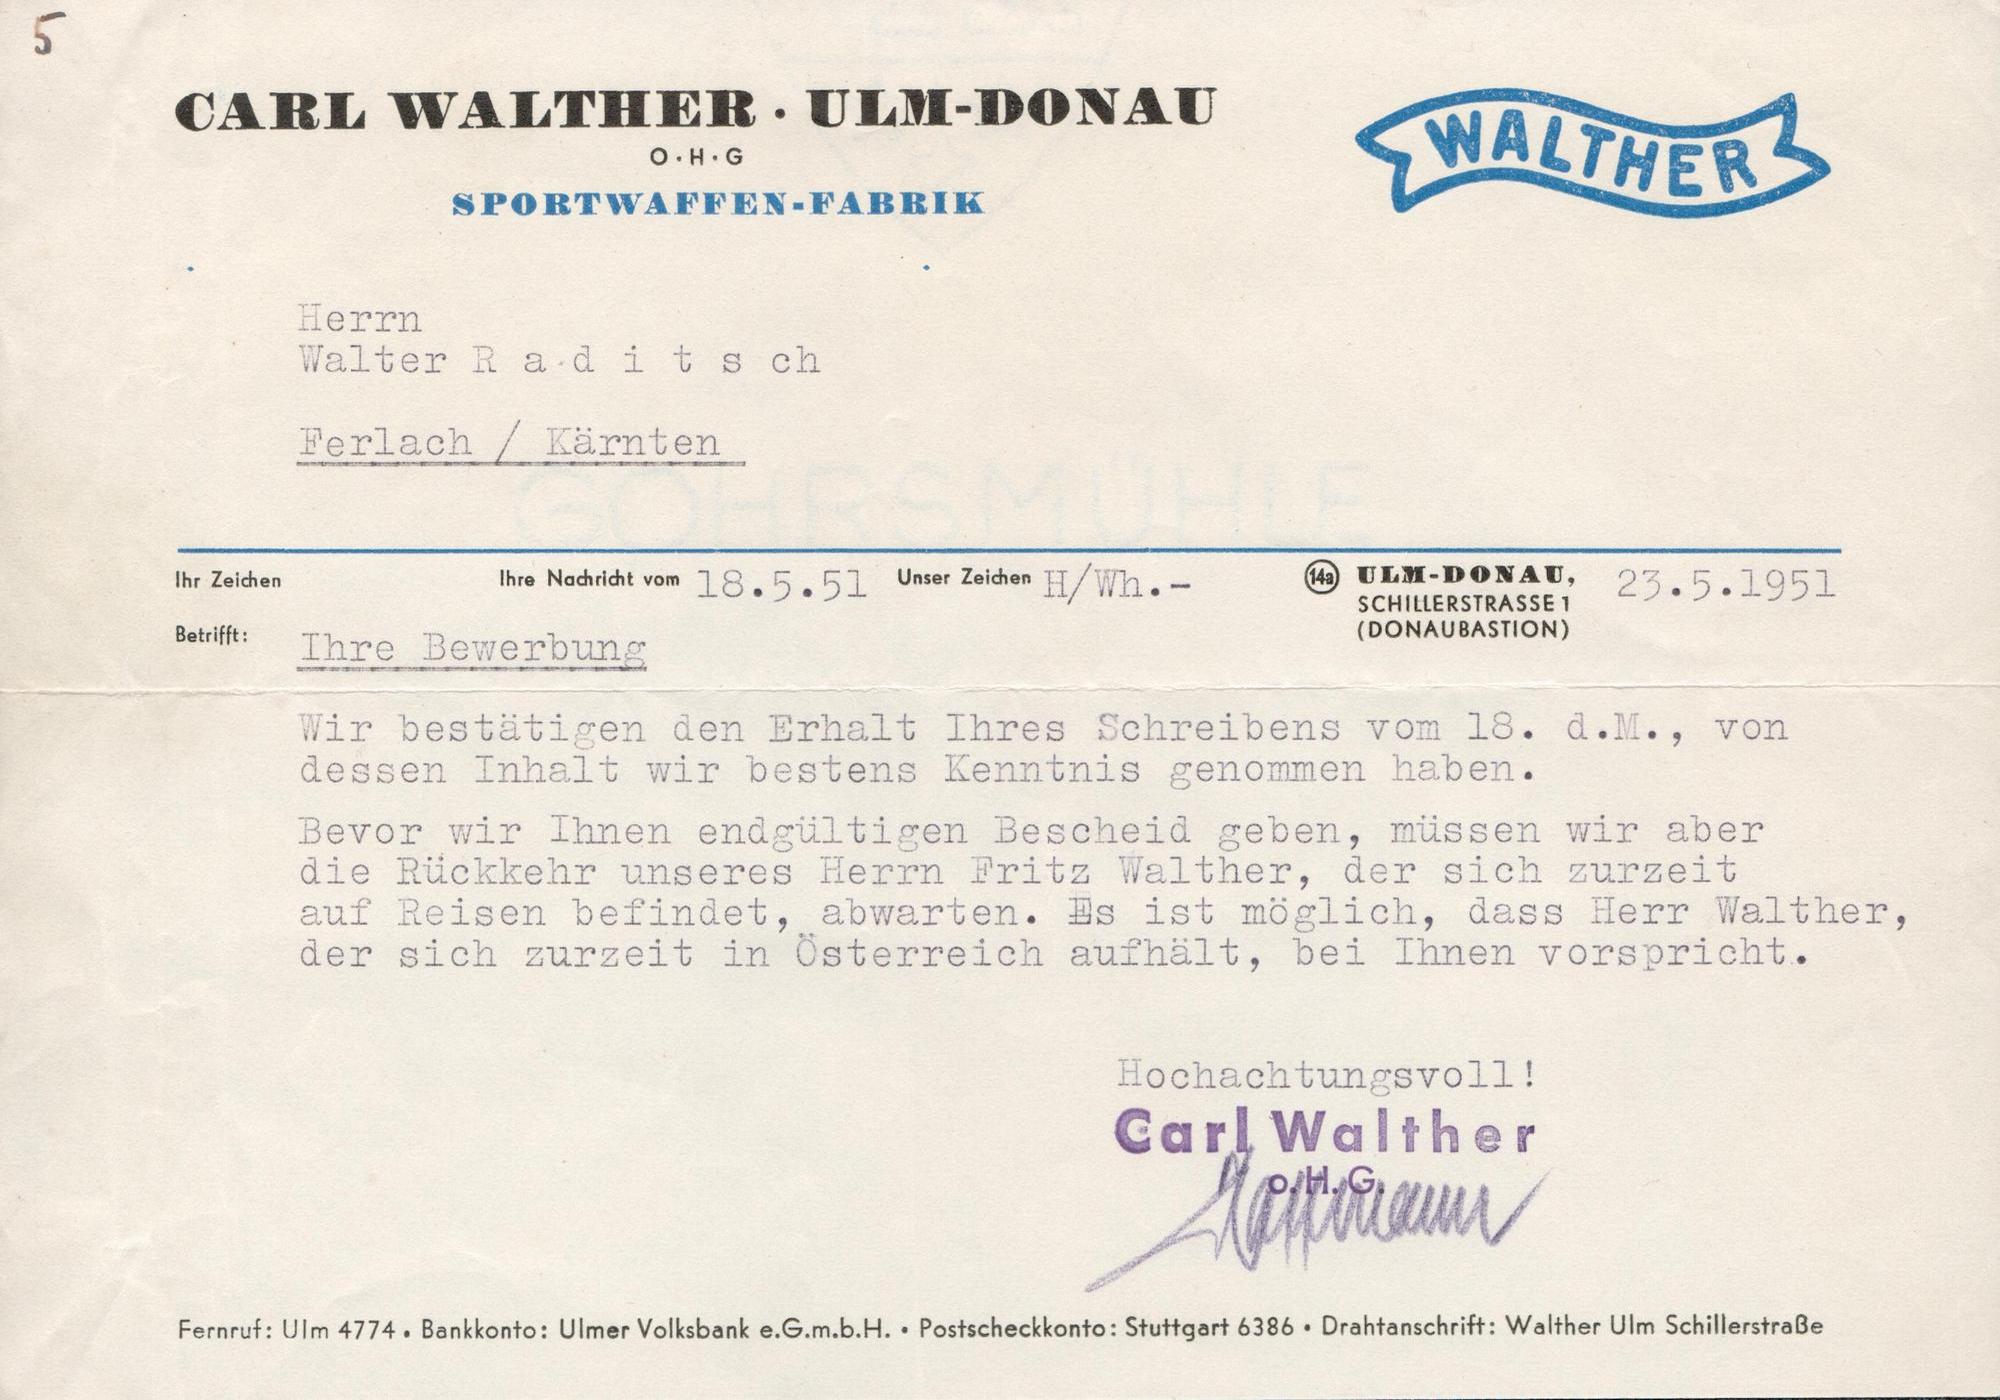 5
CARL WALTHER · ULM-DONAU
O·H·G
SPORTWAFFEN-FABRIK
WALTHER
Herrn
Walter R a d i t s ch
Ferlach / Kärnten
GOHRSMÜHLE
Ihr Zeichen Ihre Nachricht vom 18.5.51 Unser Zeichen H/Wh.- 14a ULM-DONAU, 23.5.1951
SCHILLERSTRASSE 1
(DONAUBASTION)
Betrifft: Ihre Bewerbung
Wir bestätigen den Erhalt Ihres Schreibens vom 18. d.M., von
dessen Inhalt wir bestens Kenntnis genommen haben.
Bevor wir Ihnen endgültigen Bescheid geben, müssen wir aber
die Rückkehr unseres Herrn Fritz Walther, der sich zurzeit
auf Reisen befindet, abwarten. Es ist möglich, dass Herr Walther,
der sich zurzeit in Österreich aufhält, bei Ihnen vorspricht.
Hochachtungsvoll!
Carl Walther
o.H.G.
Fernruf: Ulm 4774 • Bankkonto: Ulmer Volksbank e.G.m.b.H. • Postscheckkonto: Stuttgart 6386 • Drahtanschrift: Walther Ulm Schillerstraße